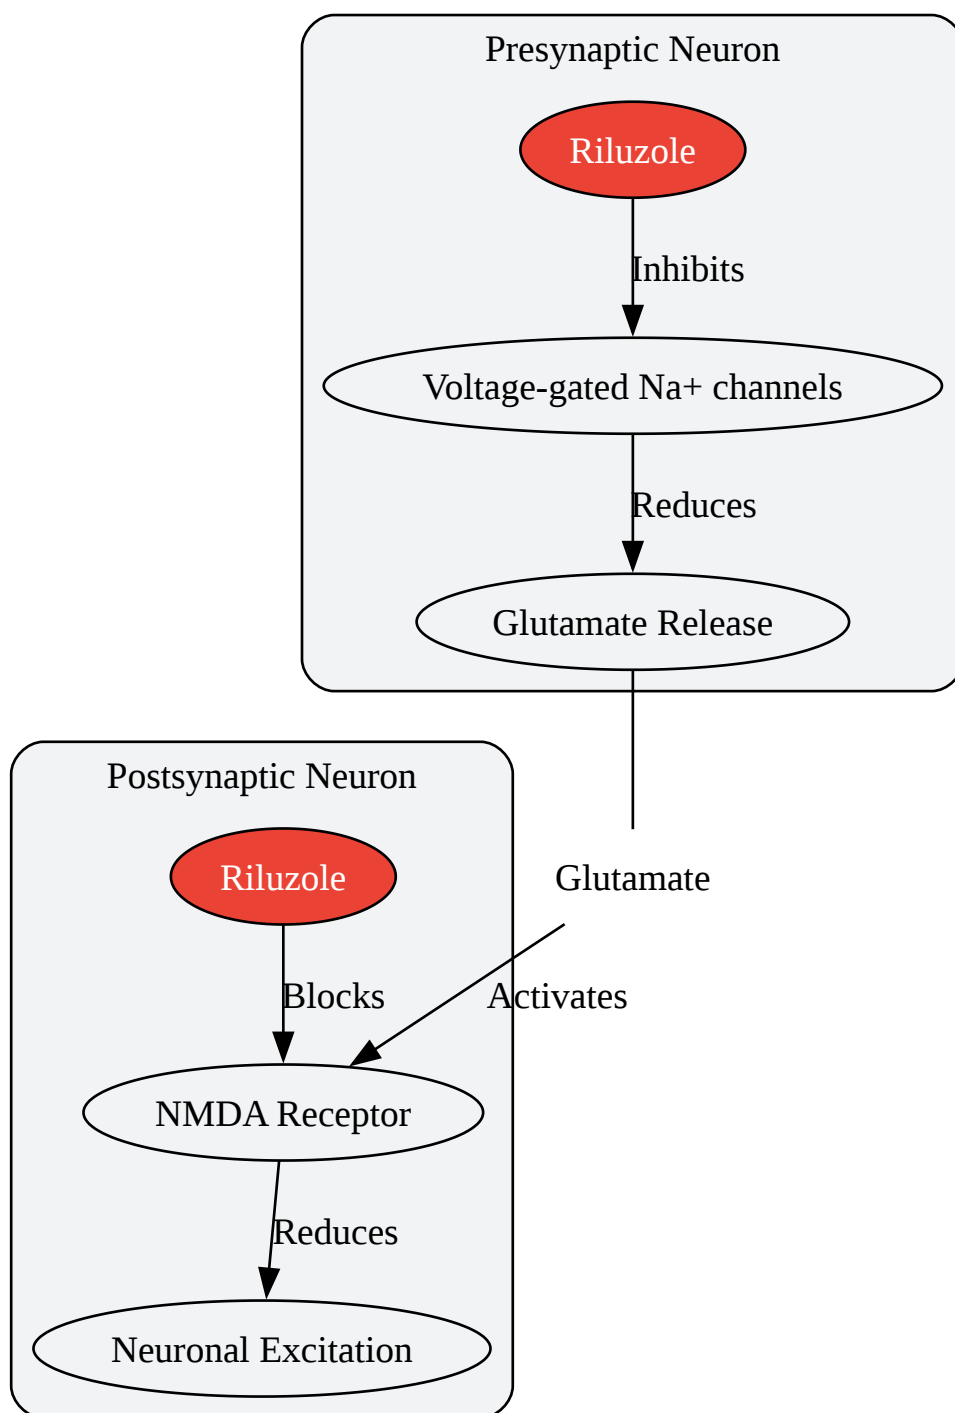 Presynaptic Neuron
Riluzole
Inhibits
Voltage-gated Na+ channels
Reduces
Glutamate Release
Postsynaptic Neuron
Riluzole
Glutamate
Blocks
Activates
NMDA Receptor
Reduces
Neuronal Excitation